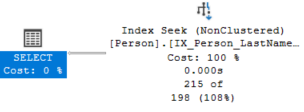 SELECT
Cost: 0 %
Index Seek (NonClustered)
[Person].[IX_Person_LastName…
Cost: 100 %
0.000s
215 of
198 (108%)